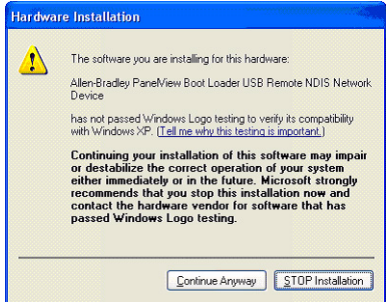 Hardware Installation
The software you are installing for this hardware:
Allen-Bradley PanelView Boot Loader USB Remote NDIS Network
Device
has not passed Windows Logo testing to verify its compatibility
with Windows XP. (Tell me why this testing is important.)
Continuing your installation of this software may impair
or destabilize the correct operation of your system
either immediately or in the future. Microsoft strongly
recommends that you stop this installation now and
contact the hardware vendor for software that has
passed Windows Logo testing.
Continue Anyway
STOP Installation